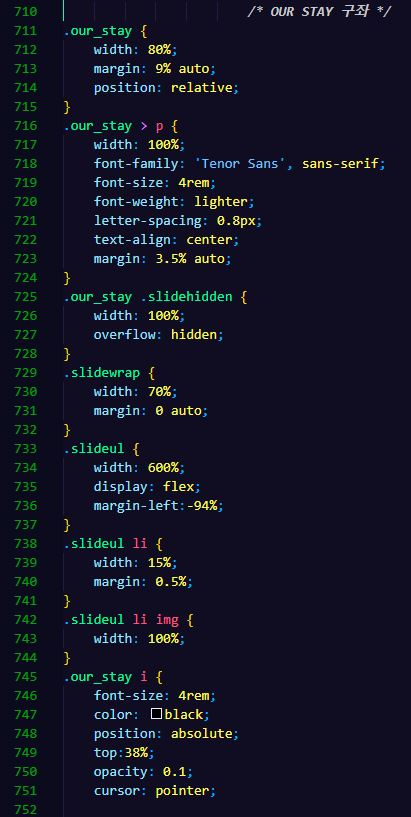 710                         /* OUR STAY 구좌 */
711 .our_stay {
712     width: 80%;
713     margin: 9% auto;
714     position: relative;
715 }
716 .our_stay > p {
717     width: 100%;
718     font-family: 'Tenor Sans', sans-serif;
719     font-size: 4rem;
720     font-weight: lighter;
721     letter-spacing: 0.8px;
722     text-align: center;
723     margin: 3.5% auto;
724 }
725 .our_stay .slidehidden {
726     width: 100%;
727     overflow: hidden;
728 }
729 .slidewrap {
730     width: 70%;
731     margin: 0 auto;
732 }
733 .slideul {
734     width: 600%;
735     display: flex;
736     margin-left:-94%;
737 }
738 .slideul li {
739     width: 15%;
740     margin: 0.5%;
741 }
742 .slideul li img {
743     width: 100%;
744 }
745 .our_stay i {
746     font-size: 4rem;
747     color: black;
748     position: absolute;
749     top:38%;
750     opacity: 0.1;
751     cursor: pointer;
752